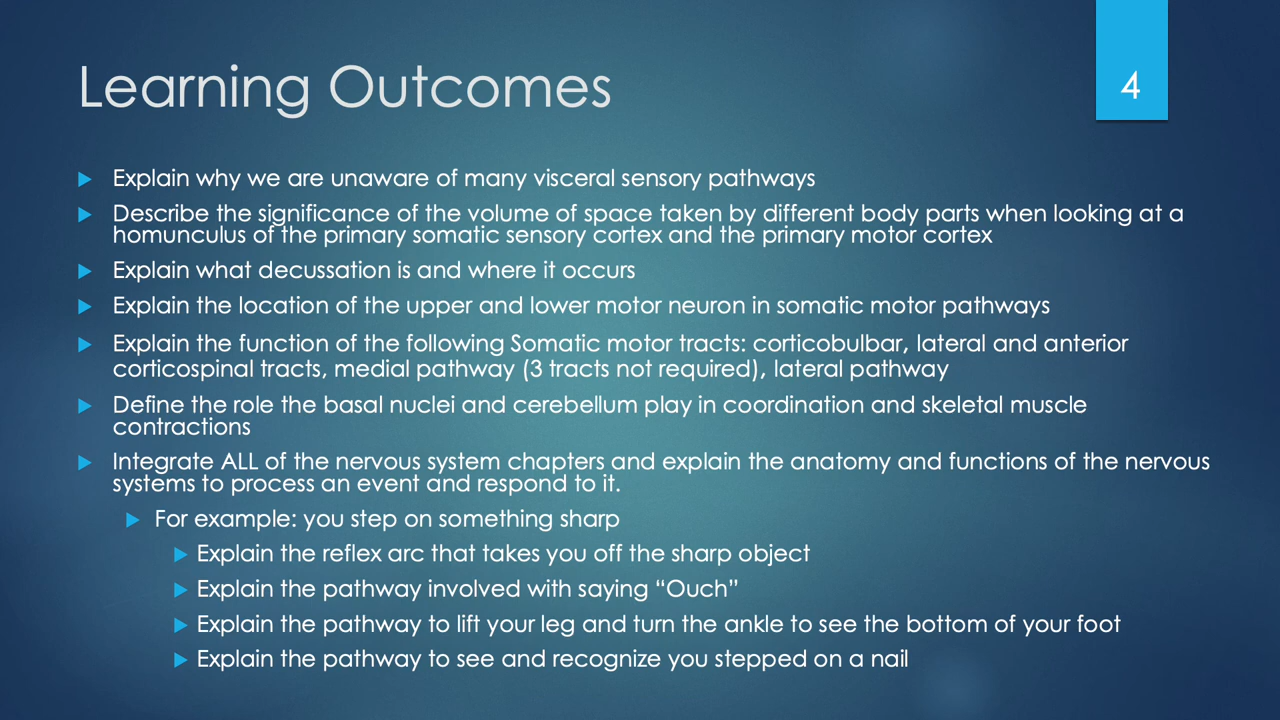 Learning Outcomes
4
Explain why we are unaware of many visceral sensory pathways
Describe the significance of the volume of space taken by different body parts when looking at a
homunculus of the primary somatic sensory cortex and the primary motor cortex
Explain what decussation is and where it occurs
Explain the location of the upper and lower motor neuron in somatic motor pathways
Explain the function of the following Somatic motor tracts: corticobulbar, lateral and anterior
corticospinal tracts, medial pathway (3 tracts not required), lateral pathway
Define the role the basal nuclei and cerebellum play in coordination and skeletal muscle
contractions
Integrate ALL of the nervous system chapters and explain the anatomy and functions of the nervous
systems to process an event and respond to it.
For example: you step on something sharp
Explain the reflex arc that takes you off the sharp object
Explain the pathway involved with saying “Ouch”
Explain the pathway to lift your leg and turn the ankle to see the bottom of your foot
Explain the pathway to see and recognize you stepped on a nail